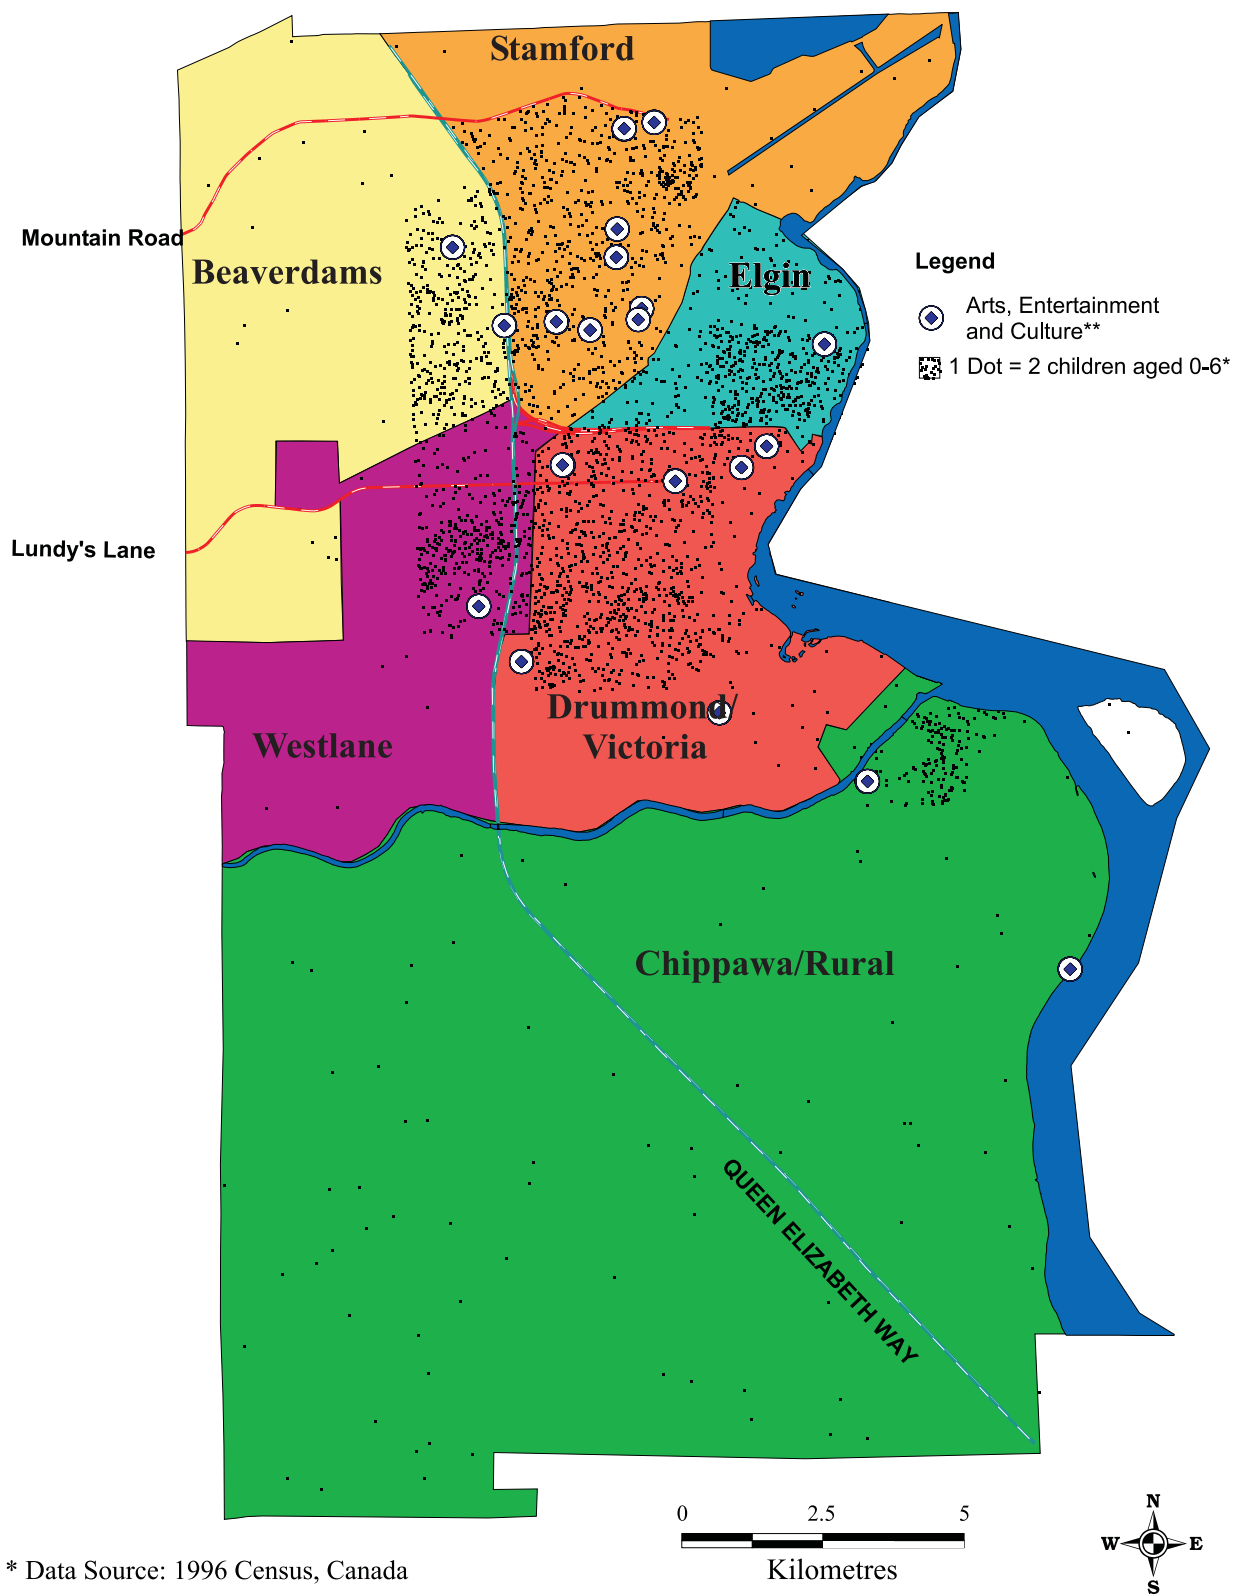 Stamford
Mountain Road
Beaverdams
Elgin
Legend
Arts, Entertainment
and Culture**
1 Dot = 2 children aged 0-6*
Lundy's Lane
Drummond/
Victoria
Westlane
Chippawa/Rural
QUEEN ELIZABETH WAY
0 2.5 5
Kilometres
N
W E
S
* Data Source: 1996 Census, Canada